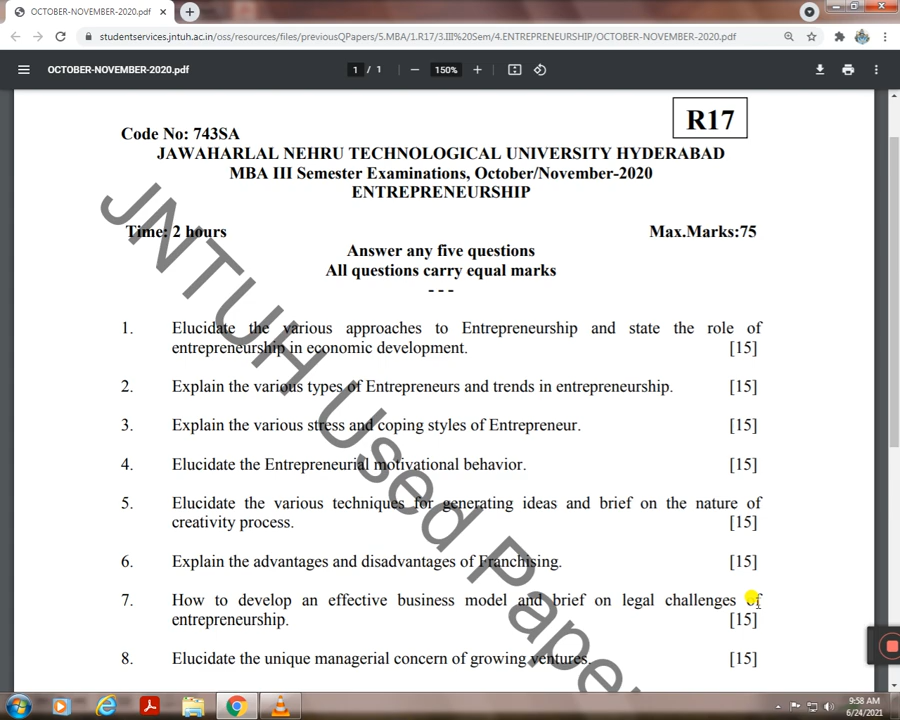 OCTOBER-NOVEMBER-2020.pdf
studentservices.jntuh.ac.in/oss/resources/files/previousQPapers/5.MBA/1.R17/3.III%20Sem/4.ENTREPRENEURSHIP/OCTOBER-NOVEMBER-2020.pdf
OCTOBER-NOVEMBER-2020.pdf 1 / 1 150%
R17
Code No: 743SA
JAWAHARLAL NEHRU TECHNOLOGICAL UNIVERSITY HYDERABAD
MBA III Semester Examinations, October/November-2020
ENTREPRENEURSHIP
Time: 2 hours Max.Marks:75
Answer any five questions
All questions carry equal marks
- - -
1. Elucidate the various approaches to Entrepreneurship and state the role of
entrepreneurship in economic development. [15]
2. Explain the various types of Entrepreneurs and trends in entrepreneurship. [15]
3. Explain the various stress and coping styles of Entrepreneur. [15]
4. Elucidate the Entrepreneurial motivational behavior. [15]
5. Elucidate the various techniques for generating ideas and brief on the nature of
creativity process. [15]
6. Explain the advantages and disadvantages of Franchising. [15]
7. How to develop an effective business model and brief on legal challenges of
entrepreneurship. [15]
8. Elucidate the unique managerial concern of growing ventures. [15]
JNTUH Used Paper
9:58 AM
6/24/2021